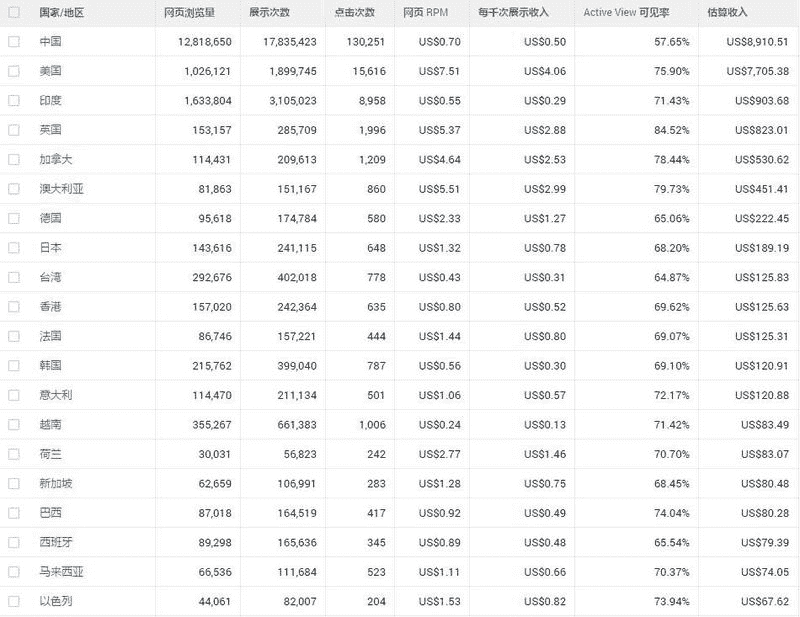 国家/地区 网页浏览量 展示次数 点击次数 网页 RPM 每千次展示收入 Active View 可见率 估算收入
中国 12,818,650 17,835,423 130,251 US$0.70 US$0.50 57.65% US$8,910.51
美国 1,026,121 1,899,745 15,616 US$7.51 US$4.06 75.90% US$7,705.38
印度 1,633,804 3,105,023 8,958 US$0.55 US$0.29 71.43% US$903.68
英国 153,157 285,709 1,996 US$5.37 US$2.88 84.52% US$823.01
加拿大 114,431 209,613 1,209 US$4.64 US$2.53 78.44% US$530.62
澳大利亚 81,863 151,167 860 US$5.51 US$2.99 79.73% US$451.41
德国 95,618 174,784 580 US$2.33 US$1.27 65.06% US$222.45
日本 143,616 241,115 648 US$1.32 US$0.78 68.20% US$189.19
台湾 292,676 402,018 778 US$0.43 US$0.31 64.87% US$125.83
香港 157,020 242,364 635 US$0.80 US$0.52 69.62% US$125.63
法国 86,746 157,221 444 US$1.44 US$0.80 69.07% US$125.31
韩国 215,762 399,040 787 US$0.56 US$0.30 69.10% US$120.91
意大利 114,470 211,134 501 US$1.06 US$0.57 72.17% US$120.88
越南 355,267 661,383 1,006 US$0.24 US$0.13 71.42% US$83.49
荷兰 30,031 56,823 242 US$2.77 US$1.46 70.70% US$83.07
新加坡 62,659 106,991 283 US$1.28 US$0.75 68.45% US$80.48
巴西 87,018 164,519 417 US$0.92 US$0.49 74.04% US$80.28
西班牙 89,298 165,636 345 US$0.89 US$0.48 65.54% US$79.39
马来西亚 66,536 111,684 523 US$1.11 US$0.66 70.37% US$74.05
以色列 44,061 82,007 204 US$1.53 US$0.82 73.94% US$67.62